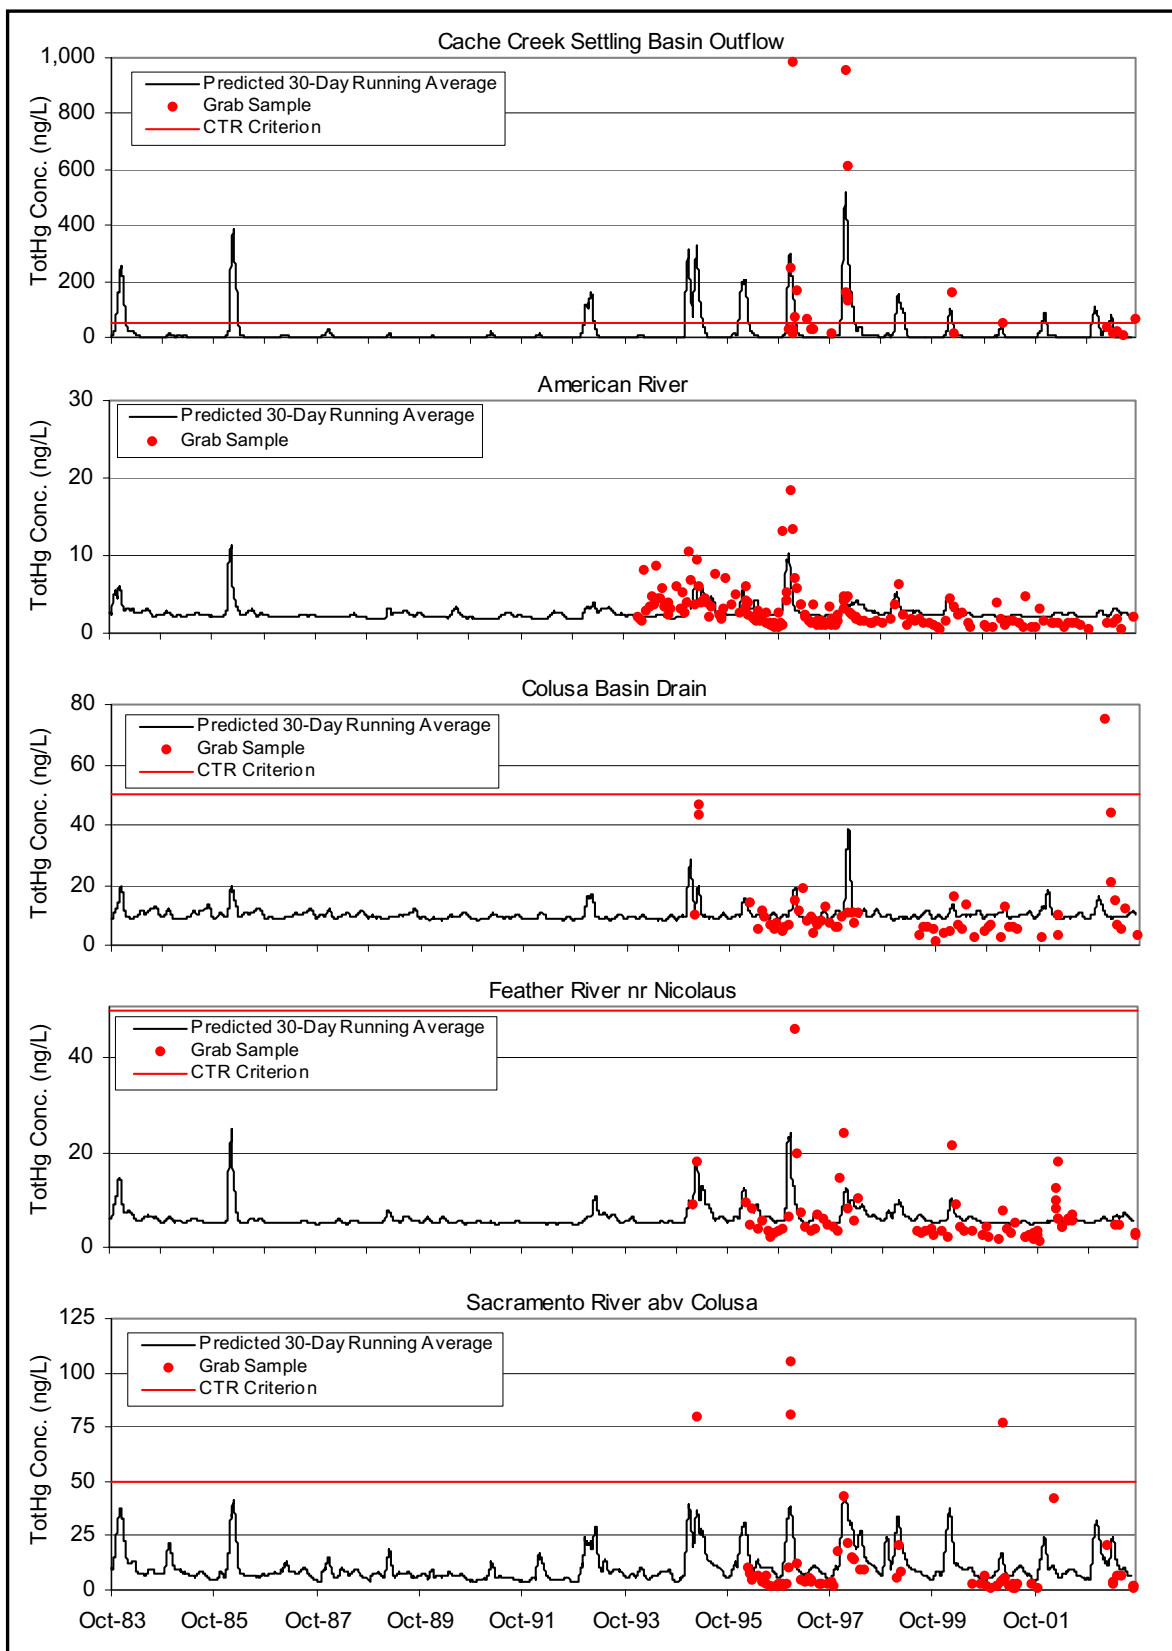 Cache Creek Settling Basin Outflow
TotHg Conc. (ng/L)
1,000
800
600
400
200
0
Predicted 30-Day Running Average
Grab Sample
CTR Criterion
American River
TotHg Conc. (ng/L)
30
20
10
0
Predicted 30-Day Running Average
Grab Sample
Colusa Basin Drain
TotHg Conc. (ng/L)
80
60
40
20
0
Predicted 30-Day Running Average
Grab Sample
CTR Criterion
Feather River nr Nicolaus
TotHg Conc. (ng/L)
40
20
0
Predicted 30-Day Running Average
Grab Sample
CTR Criterion
Sacramento River abv Colusa
TotHg Conc. (ng/L)
125
100
75
50
25
0
Predicted 30-Day Running Average
Grab Sample
CTR Criterion
Oct-83 Oct-85 Oct-87 Oct-89 Oct-91 Oct-93 Oct-95 Oct-97 Oct-99 Oct-01